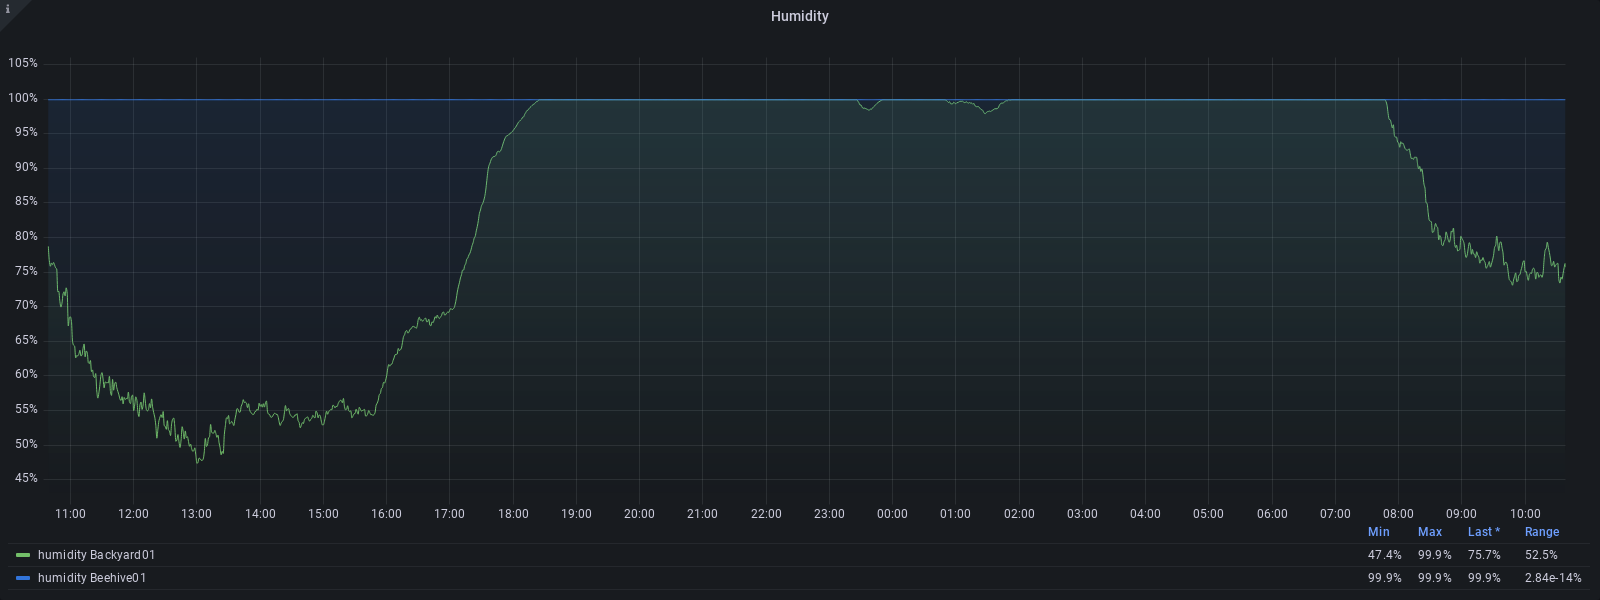 i
Humidity
105%
100%
95%
90%
85%
80%
75%
70%
65%
60%
55%
50%
45%
11:00 12:00 13:00 14:00 15:00 16:00 17:00 18:00 19:00 20:00 21:00 22:00 23:00 00:00 01:00 02:00 03:00 04:00 05:00 06:00 07:00 08:00 09:00 10:00
Min Max Last * Range
humidity Backyard01 47.4% 99.9% 75.7% 52.5%
humidity Beehive01 99.9% 99.9% 99.9% 2.84e-14%